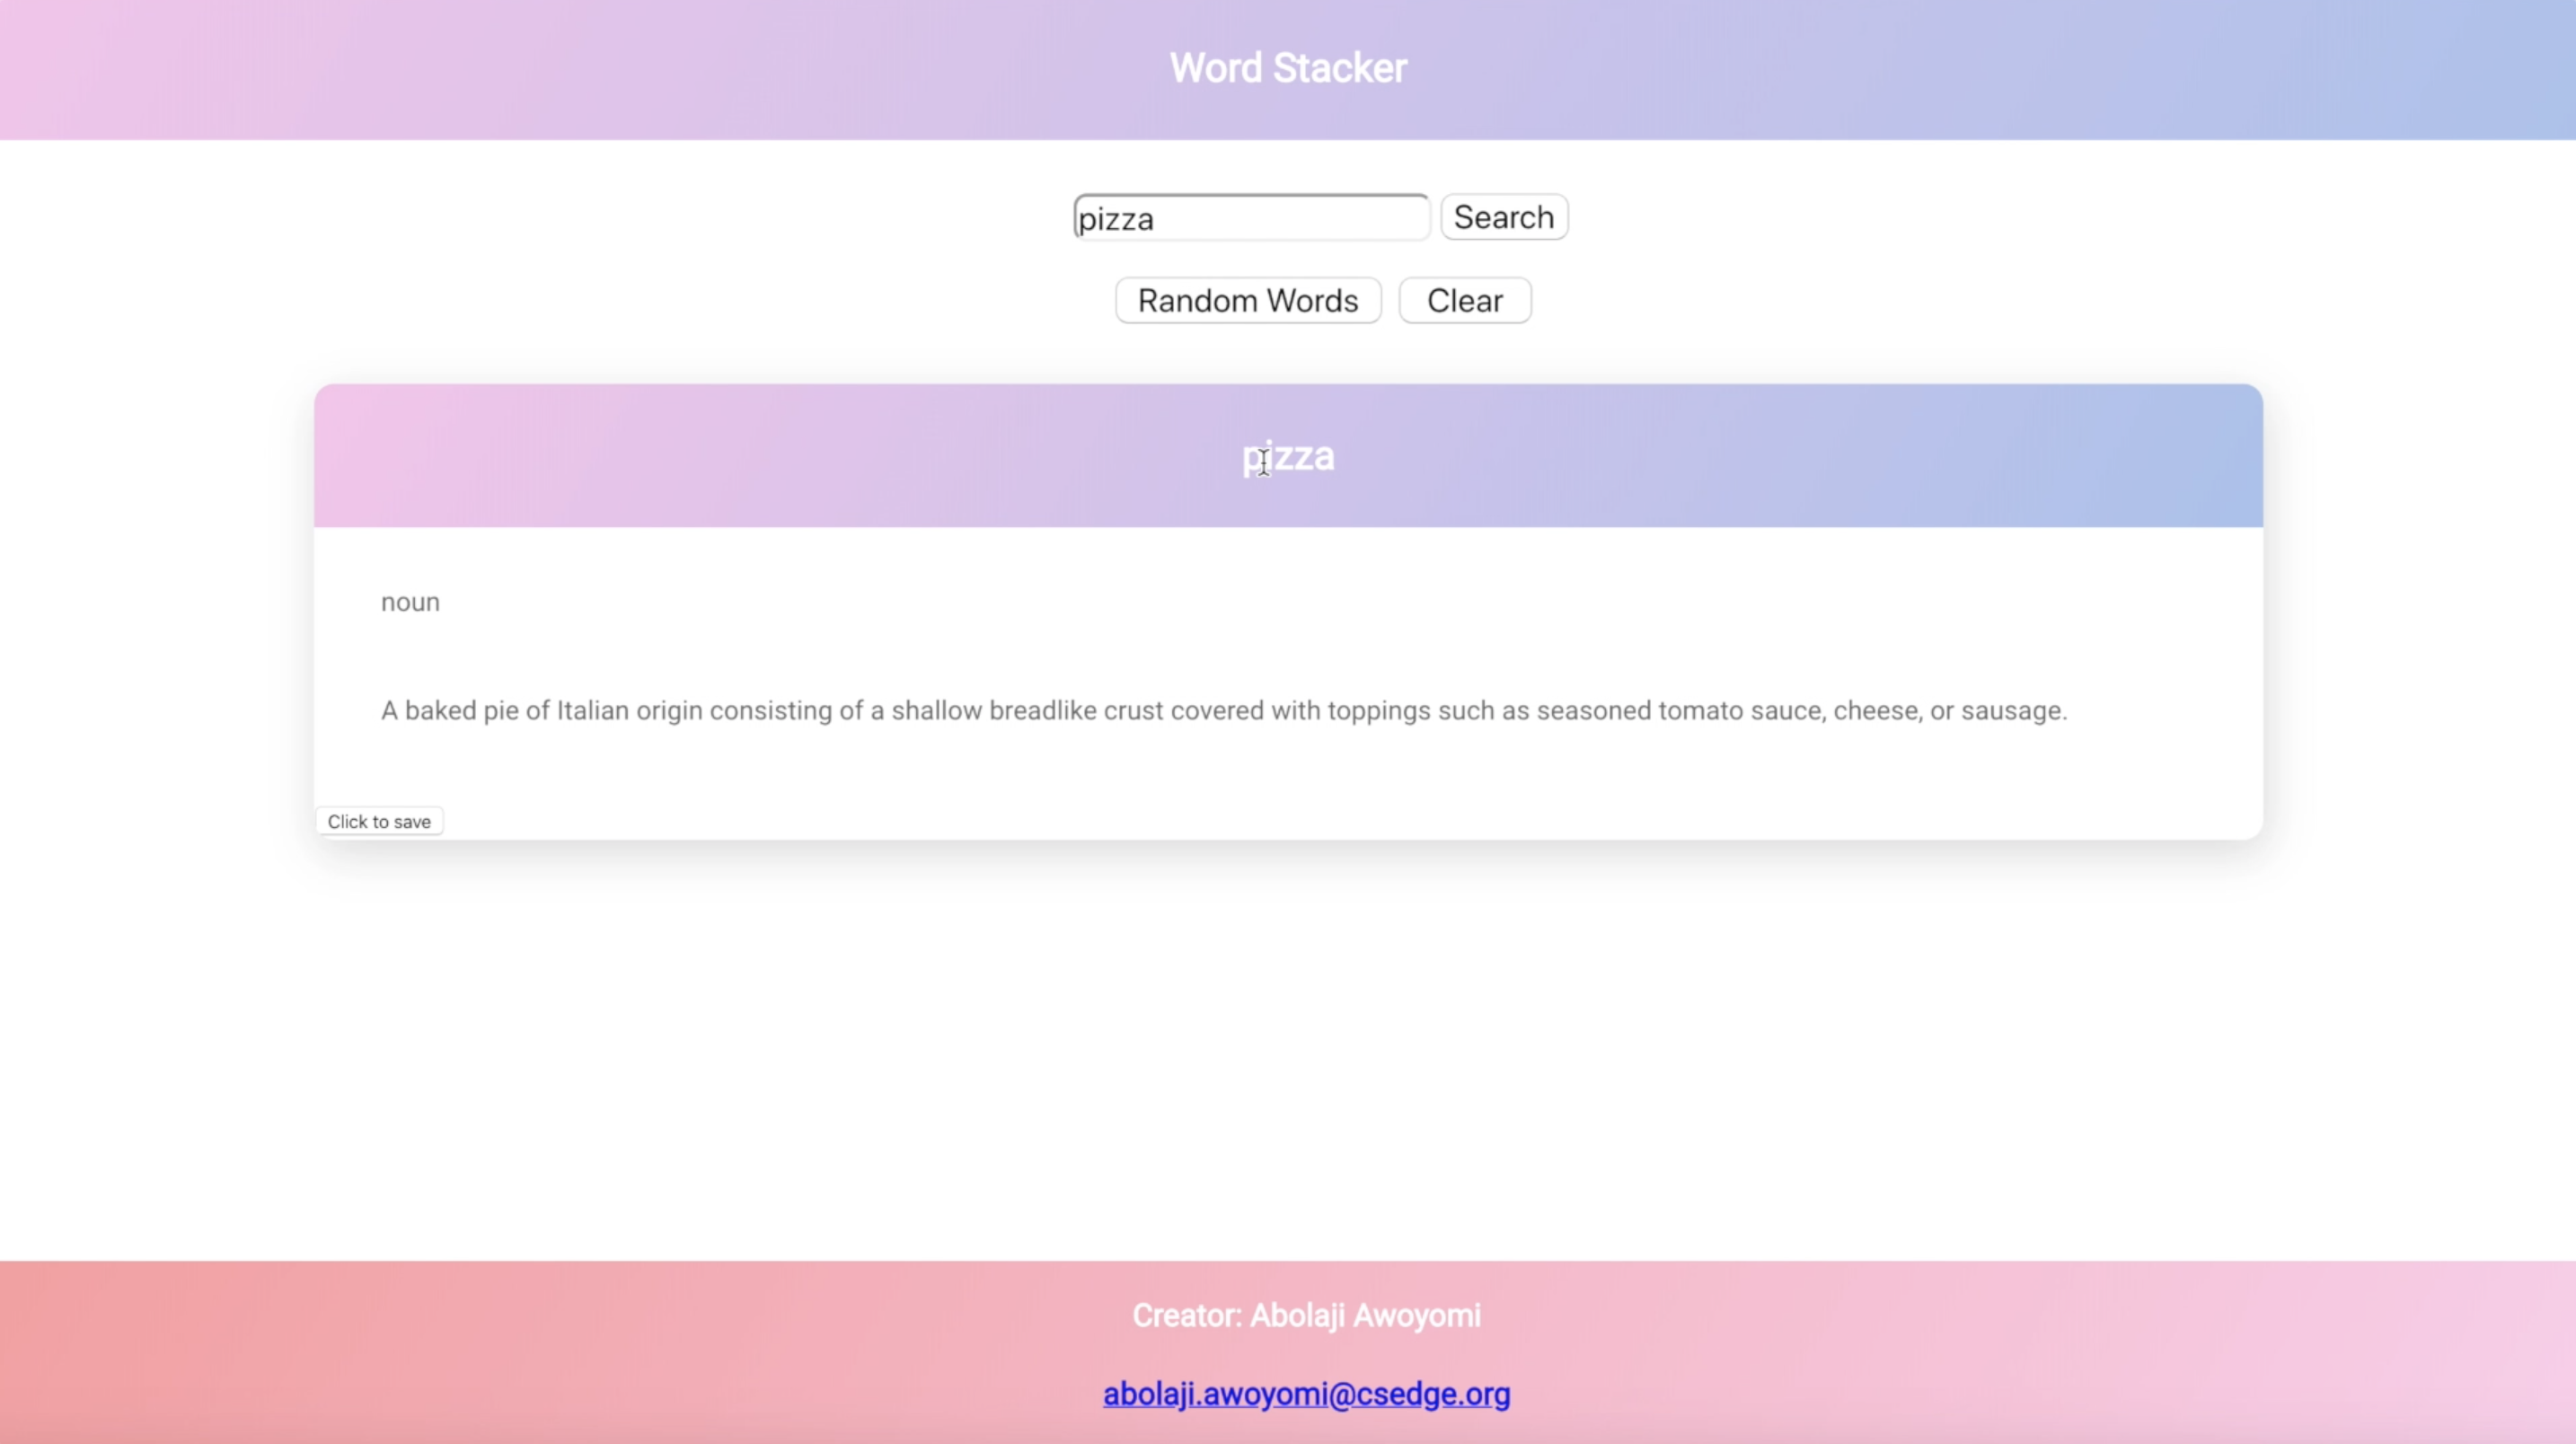 Word Stacker
pizza Search
Random Words Clear
pizza
noun
A baked pie of Italian origin consisting of a shallow breadlike crust covered with toppings such as seasoned tomato sauce, cheese, or sausage.
Click to save
Creator: Abolaji Awoyomi
abolaji.awoyomi@csedge.org